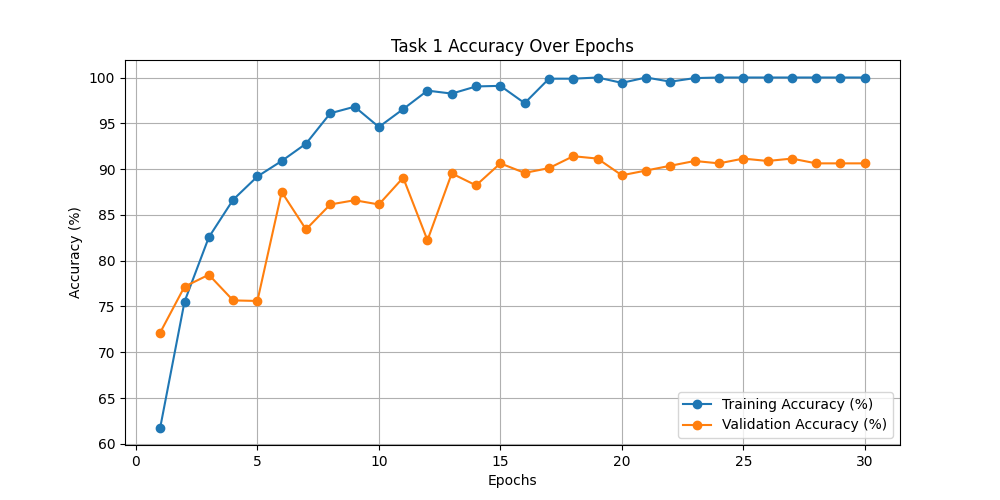 Task 1 Accuracy Over Epochs
100
95
90
85
80
75
70
65
60
Accuracy (%)
0 5 10 15 20 25 30
Epochs
Training Accuracy (%)
Validation Accuracy (%)